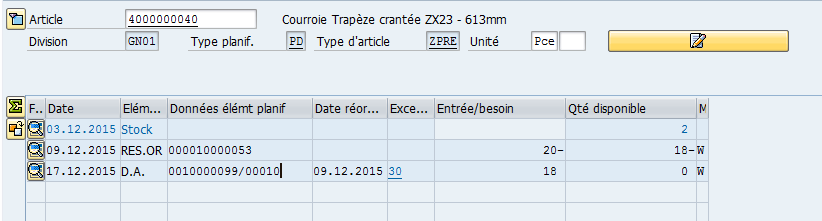 Article 4000000040 Courroie Trapèze crantée ZX23 - 613mm
Division GN01 Type planif. PD Type d'article ZPRE Unité Pce
F.. Date Elém... Données élémt planif Date réor... Exce... Entrée/besoin Qté disponible M
03.12.2015 Stock 2
09.12.2015 RES.OR 000010000053 20- 18- W
17.12.2015 D.A. 0010000099/00010 09.12.2015 30 18 0 W